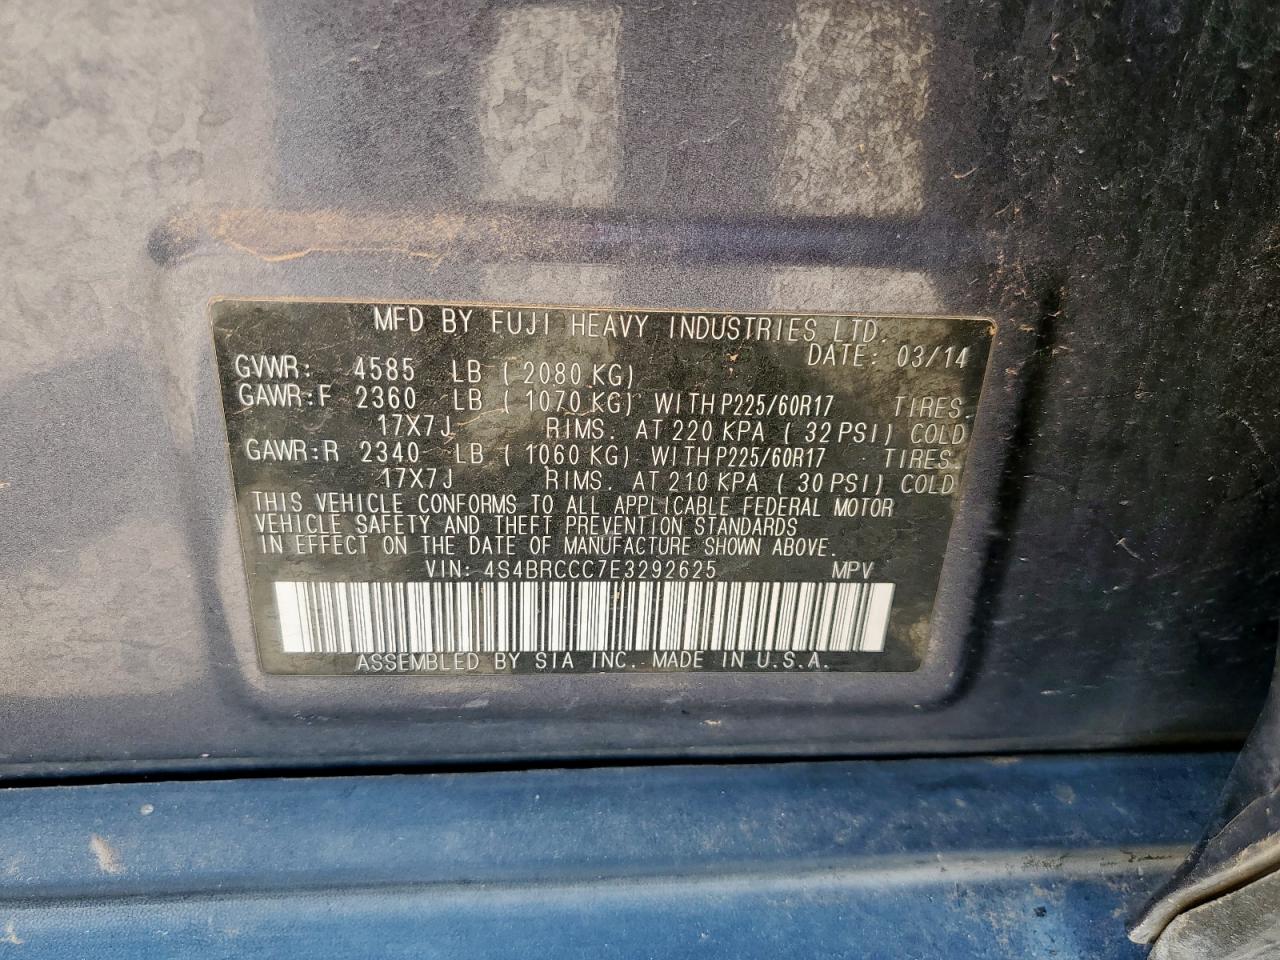 MFD BY FUJI HEAVY INDUSTRIES LTD.
DATE: 03/14
GVWR: 4585 LB ( 2080 KG)
GAWR:F 2360 LB ( 1070 KG) WITH P225/60R17 TIRES.
17X7J RIMS. AT 220 KPA ( 32 PSI) COLD
GAWR:R 2340 LB ( 1060 KG) WITH P225/60R17 TIRES.
17X7J RIMS. AT 210 KPA ( 30 PSI) COLD
THIS VEHICLE CONFORMS TO ALL APPLICABLE FEDERAL MOTOR
VEHICLE SAFETY AND THEFT PREVENTION STANDARDS
IN EFFECT ON THE DATE OF MANUFACTURE SHOWN ABOVE.
VIN: 4S4BRCCC7E3292625 MPV
ASSEMBLED BY SIA INC. MADE IN U.S.A.